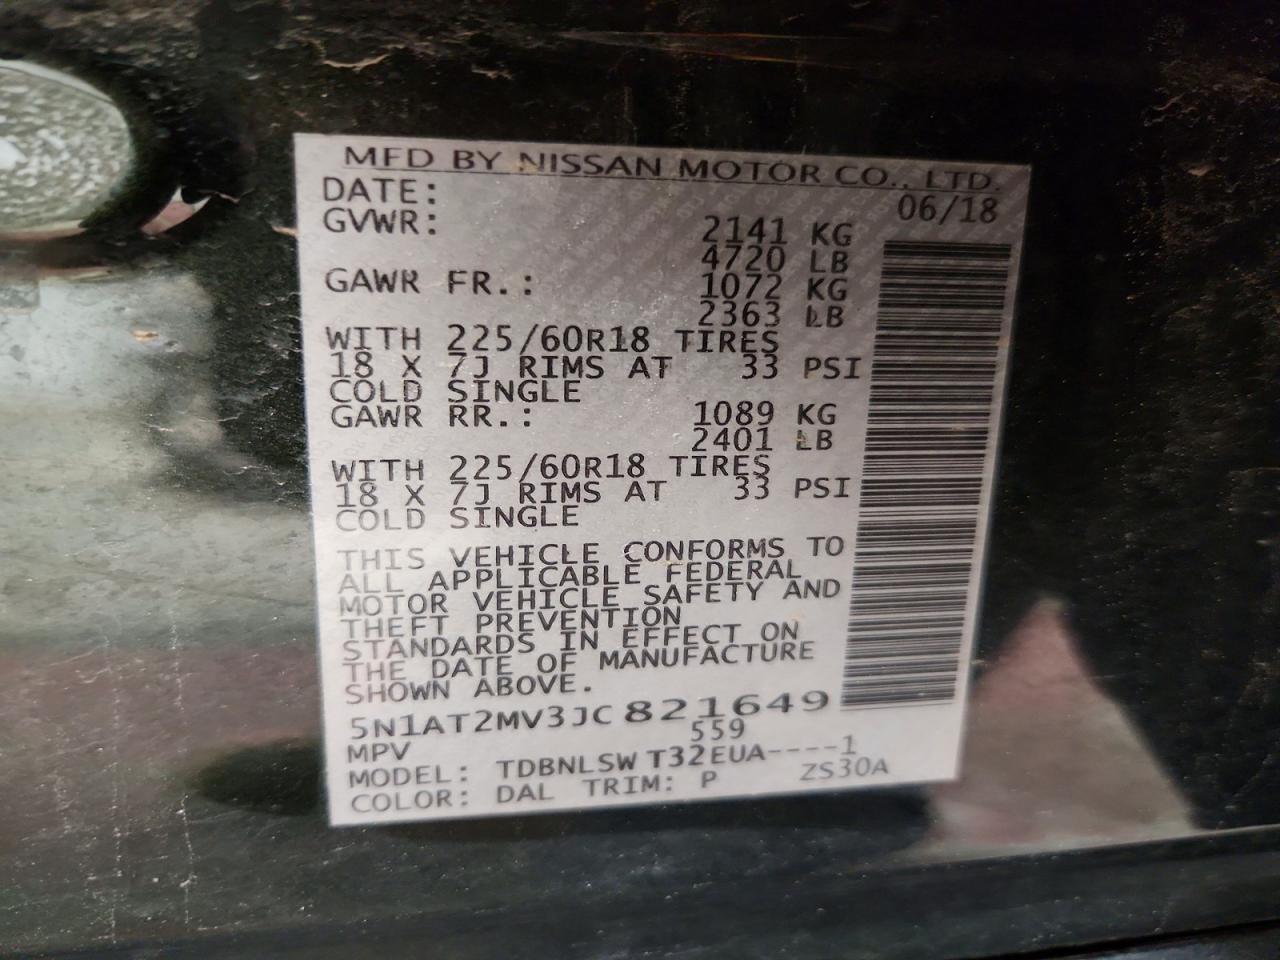 MFD BY NISSAN MOTOR CO., LTD.
DATE: 06/18
GVWR: 2141 KG
4720 LB
GAWR FR.: 1072 KG
2363 LB
WITH 225/60R18 TIRES
18 X 7J RIMS AT 33 PSI
COLD SINGLE
GAWR RR.: 1089 KG
2401 LB
WITH 225/60R18 TIRES
18 X 7J RIMS AT 33 PSI
COLD SINGLE
THIS VEHICLE CONFORMS TO
ALL APPLICABLE FEDERAL
MOTOR VEHICLE SAFETY AND
THEFT PREVENTION
STANDARDS IN EFFECT ON
THE DATE OF MANUFACTURE
SHOWN ABOVE.
5N1AT2MV3JC821649
MPV 559
MODEL: TDBNLSW T32EUA----1
COLOR: DAL TRIM: P ZS30A